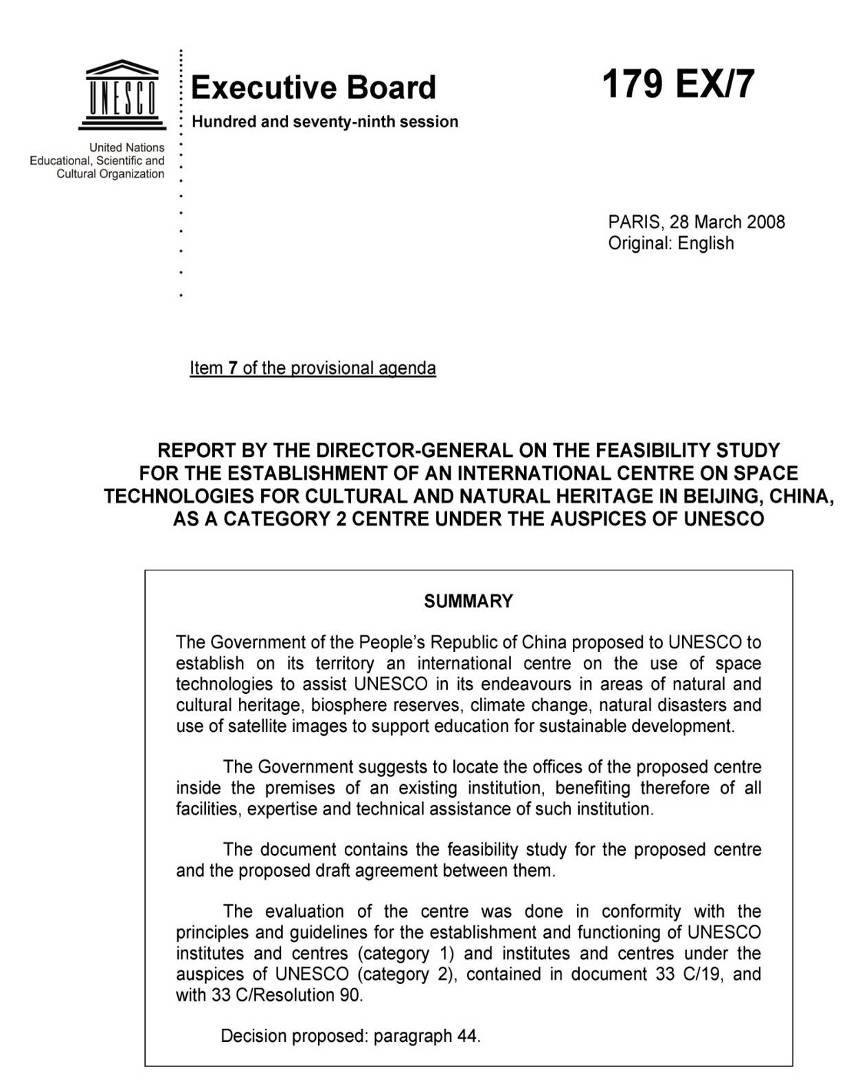 UNESCO
United Nations
Educational, Scientific and
Cultural Organization
Executive Board
Hundred and seventy-ninth session
179 EX/7
PARIS, 28 March 2008
Original: English
Item 7 of the provisional agenda
REPORT BY THE DIRECTOR-GENERAL ON THE FEASIBILITY STUDY
FOR THE ESTABLISHMENT OF AN INTERNATIONAL CENTRE ON SPACE
TECHNOLOGIES FOR CULTURAL AND NATURAL HERITAGE IN BEIJING, CHINA,
AS A CATEGORY 2 CENTRE UNDER THE AUSPICES OF UNESCO
SUMMARY
The Government of the People's Republic of China proposed to UNESCO to
establish on its territory an international centre on the use of space
technologies to assist UNESCO in its endeavours in areas of natural and
cultural heritage, biosphere reserves, climate change, natural disasters and
use of satellite images to support education for sustainable development.
The Government suggests to locate the offices of the proposed centre
inside the premises of an existing institution, benefiting therefore of all
facilities, expertise and technical assistance of such institution.
The document contains the feasibility study for the proposed centre
and the proposed draft agreement between them.
The evaluation of the centre was done in conformity with the
principles and guidelines for the establishment and functioning of UNESCO
institutes and centres (category 1) and institutes and centres under the
auspices of UNESCO (category 2), contained in document 33 C/19, and
with 33 C/Resolution 90.
Decision proposed: paragraph 44.